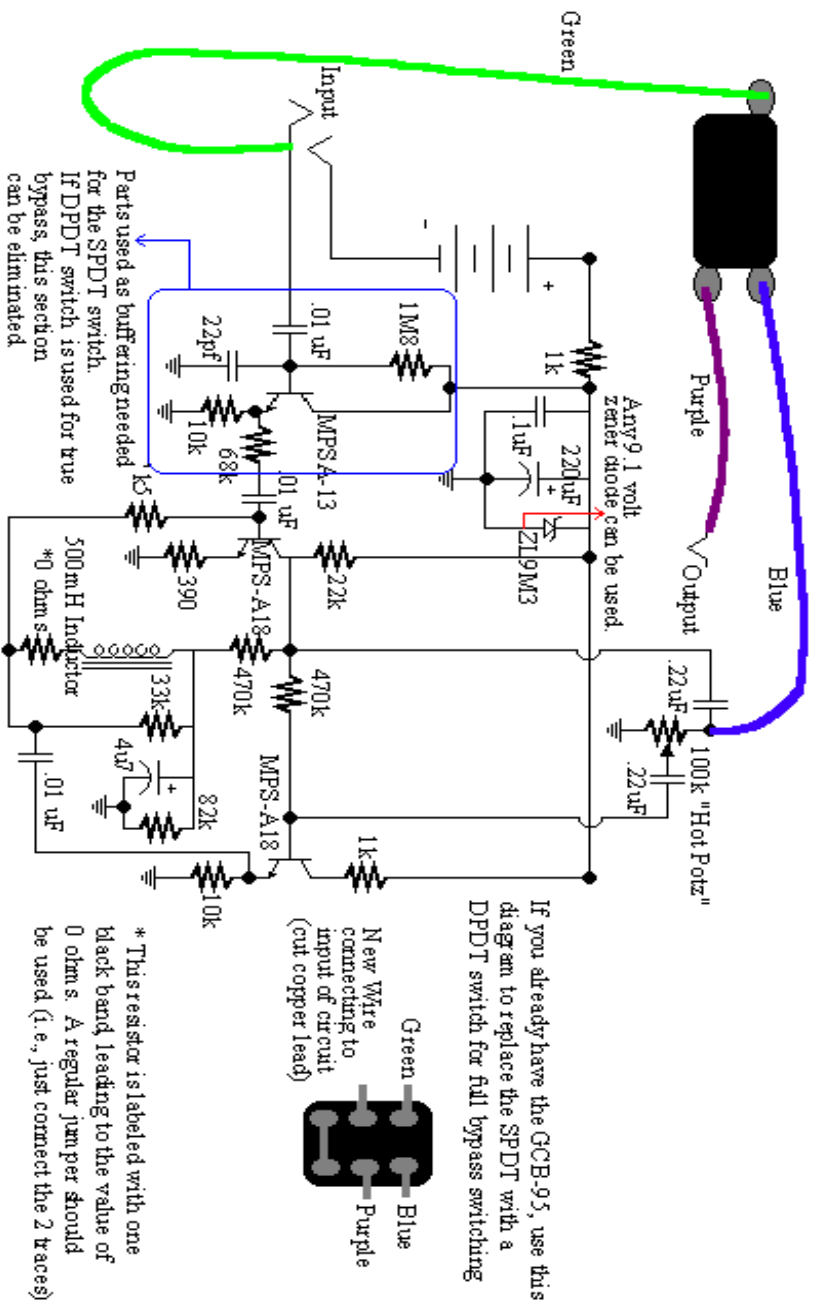 Green
Blue
Purple
Output
Input
100k "Hot Potz"
.22uF
.22uF
Any 9.1 volt
zener diode can be used.
1k
220uF
.1uF
ZL9M3
+
-
+
1M8
.01 uF
22pf
MPSA-13
10k
68k
.01 uF
22k
MPS-A18
390
1k5
470k
470k
1k
MPS-A18
500mH Inductor
*0 ohms
33k
4u7
+
82k
10k
.01 uF
Parts used as buffering needed
for the SPDT switch.
If DPDT switch is used for true
bypass, this section
can be eliminated
If you already have the GCB-95, use this
diagram to replace the SPDT with a
DPDT switch for full bypass switching
Green
Blue
New Wire
connecting to
input of circuit
(cut copper lead)
Purple
* This resistor is labeled with one
black band, leading to the value of
0 ohms. A regular jumper should
be used (i.e., just connect the 2 traces)